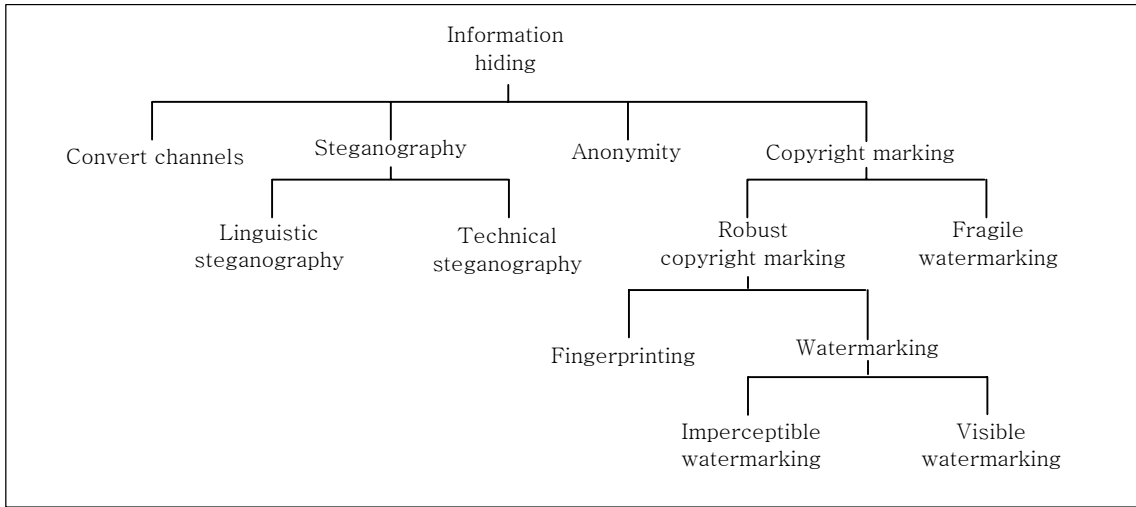 Information
hiding
Convert channels
Steganography
Anonymity
Copyright marking
Linguistic
steganography
Technical
steganography
Robust
copyright marking
Fragile
watermarking
Fingerprinting
Watermarking
Imperceptible
watermarking
Visible
watermarking